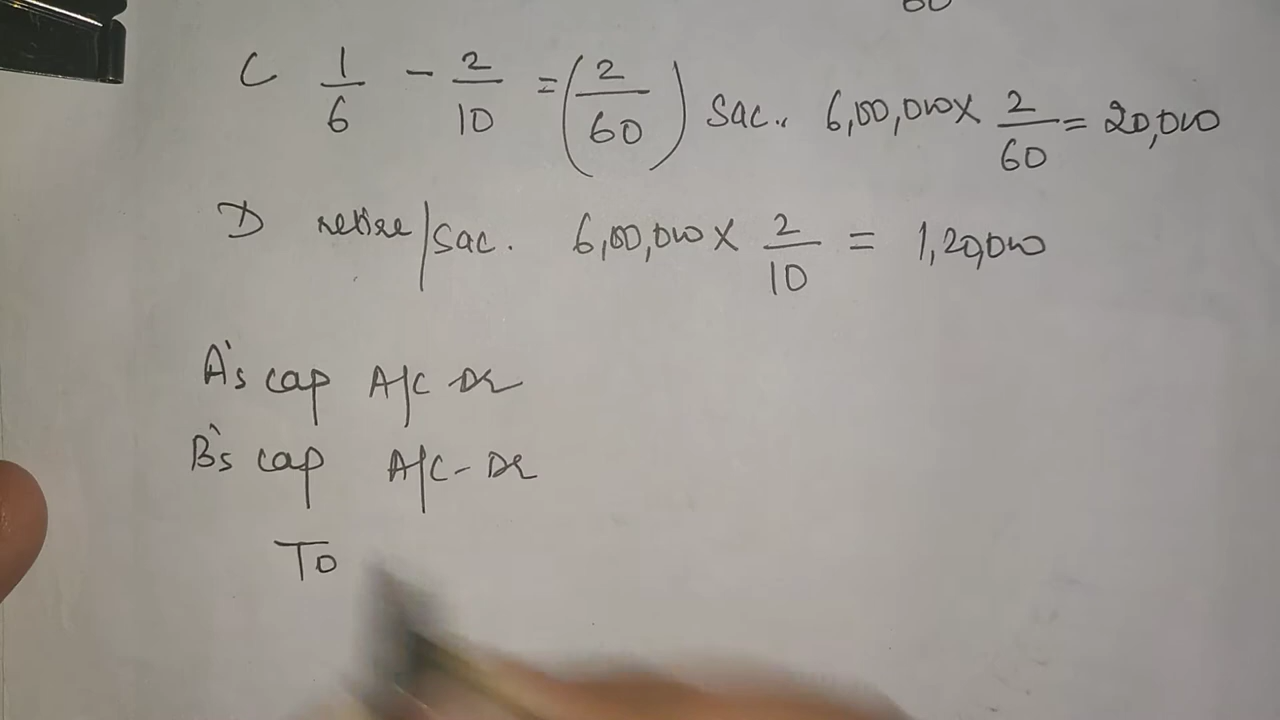 60
C 1/6 - 2/10 = (2/60) Sac.. 6,00,000 X 2/60 = 20,000
D retire/sac. 6,00,000 X 2/10 = 1,20,000
A's cap A/C Dr
B's cap A/C - Dr
To